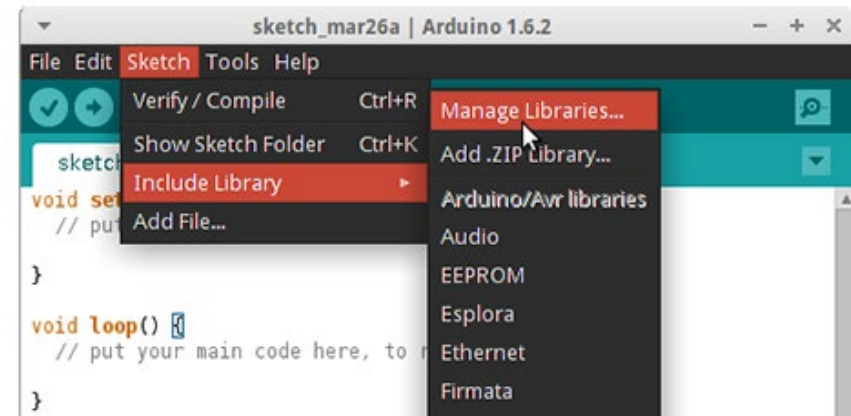 sketch_mar26a | Arduino 1.6.2
File Edit Sketch Tools Help
Verify / Compile Ctrl+R
Show Sketch Folder Ctrl+K
Include Library
Add File...
Manage Libraries...
Add .ZIP Library...
Arduino/Avr libraries
Audio
EEPROM
Esplora
Ethernet
Firmata
sketch
void set
// put
}
void loop() {
// put your main code here, to r
}